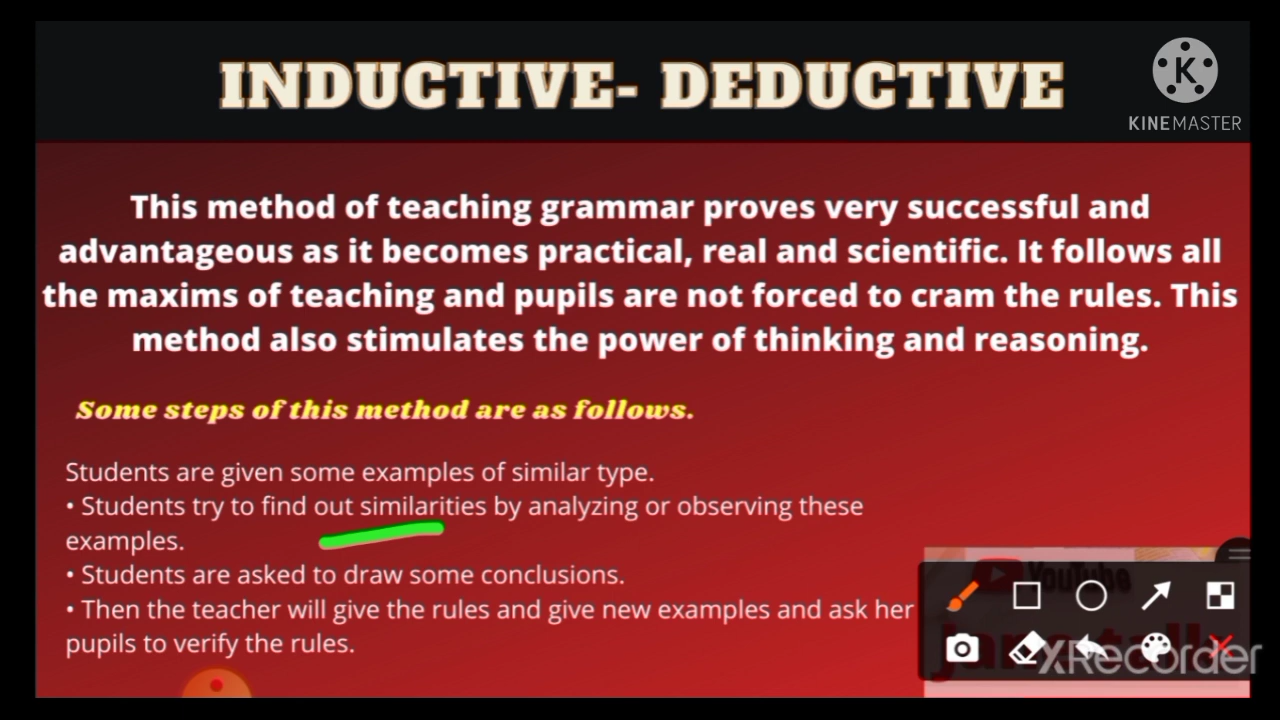 INDUCTIVE- DEDUCTIVE
K
KINEMASTER
This method of teaching grammar proves very successful and
advantageous as it becomes practical, real and scientific. It follows all
the maxims of teaching and pupils are not forced to cram the rules. This
method also stimulates the power of thinking and reasoning.
Some steps of this method are as follows.
Students are given some examples of similar type.
• Students try to find out similarities by analyzing or observing these
examples.
• Students are asked to draw some conclusions.
• Then the teacher will give the rules and give new examples and ask her
pupils to verify the rules.
YouTube
XRecorder